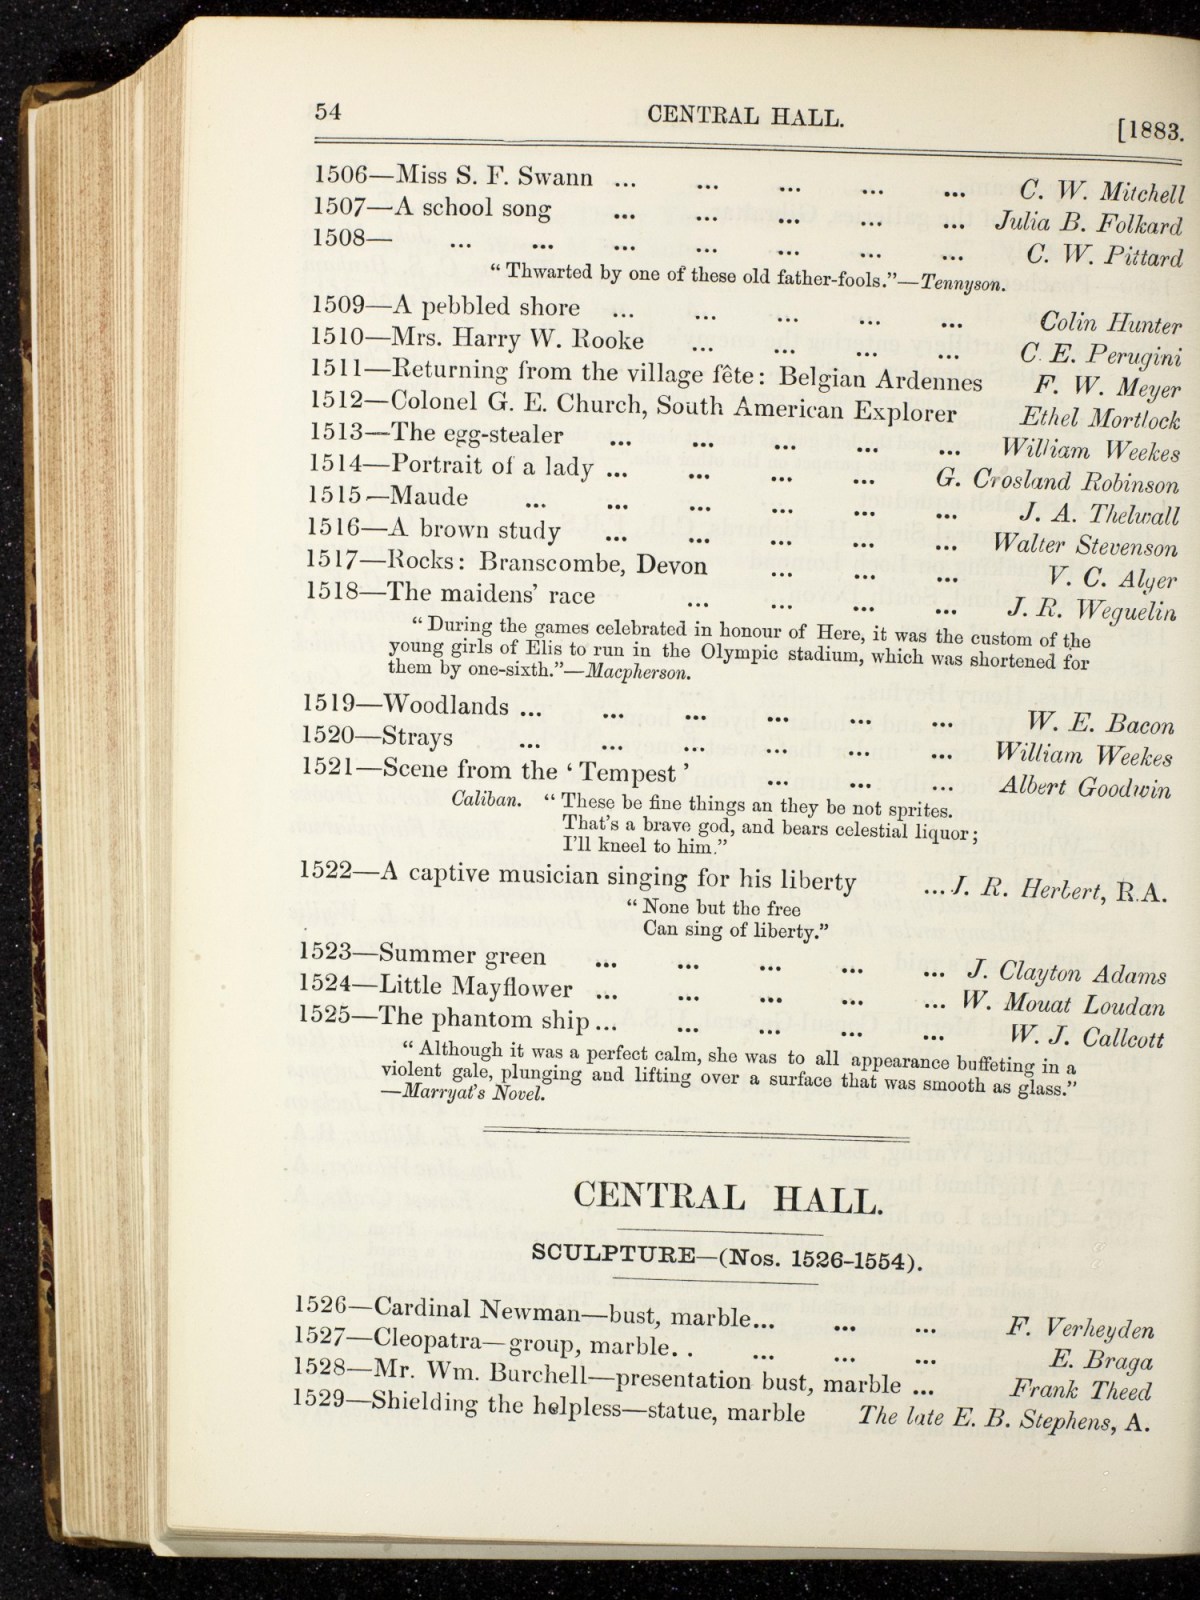 54 CENTRAL HALL. [1883.
1506—Miss S. F. Swann ... ... ... ... ... C. W. Mitchell
1507—A school song ... ... ... ... ... Julia B. Folkard
1508— ... ... ... ... ... ... ... C. W. Pittard
“Thwarted by one of these old father-fools.”—Tennyson.
1509—A pebbled shore ... ... ... ... ... Colin Hunter
1510—Mrs. Harry W. Rooke ... ... ... ... C. E. Perugini
1511—Returning from the village fête: Belgian Ardennes F. W. Meyer
1512—Colonel G. E. Church, South American Explorer Ethel Mortlock
1513—The egg-stealer ... ... ... ... ... William Weekes
1514—Portrait of a lady ... ... ... ... G. Crosland Robinson
1515—Maude ... ... ... ... ... ... J. A. Thelwall
1516—A brown study ... ... ... ... ... Walter Stevenson
1517—Rocks: Branscombe, Devon ... ... ... V. C. Alyer
1518—The maidens’ race ... ... ... ... J. R. Weguelin
“During the games celebrated in honour of Here, it was the custom of the
young girls of Elis to run in the Olympic stadium, which was shortened for
them by one-sixth.”—Macpherson.
1519—Woodlands ... ... ... ... ... ... W. E. Bacon
1520—Strays ... ... ... ... ... ... William Weekes
1521—Scene from the ‘Tempest’ ... ... ... Albert Goodwin
Caliban. “These be fine things an they be not sprites.
That’s a brave god, and bears celestial liquor;
I’ll kneel to him.”
1522—A captive musician singing for his liberty ... J. R. Herbert, R.A.
“None but the free
Can sing of liberty.”
1523—Summer green ... ... ... ... ... J. Clayton Adams
1524—Little Mayflower ... ... ... ... ... W. Mouat Loudan
1525—The phantom ship ... ... ... ... ... W. J. Callcott
“Although it was a perfect calm, she was to all appearance buffeting in a
violent gale, plunging and lifting over a surface that was smooth as glass.”
—Marryat’s Novel.
CENTRAL HALL.
SCULPTURE—(Nos. 1526-1554).
1526—Cardinal Newman—bust, marble... ... ... F. Verheyden
1527—Cleopatra—group, marble. . ... ... ... E. Braga
1528—Mr. Wm. Burchell—presentation bust, marble ... Frank Theed
1529—Shielding the helpless—statue, marble The late E. B. Stephens, A.